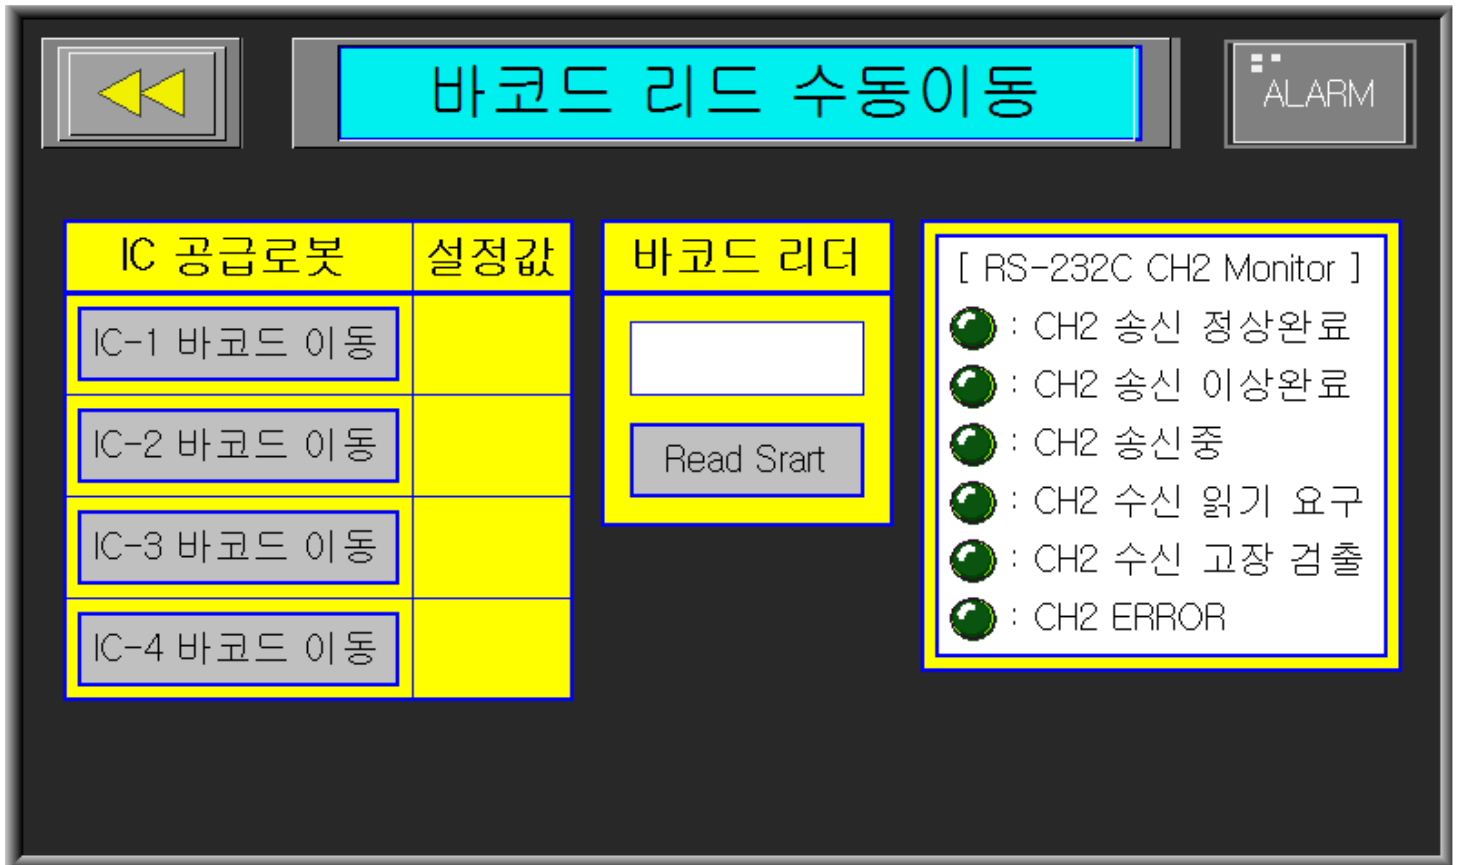 바코드 리드 수동이동
ALARM
IC 공급로봇 설정값
IC-1 바코드 이동
IC-2 바코드 이동
IC-3 바코드 이동
IC-4 바코드 이동
바코드 리더
Read Srart
[ RS-232C CH2 Monitor ]
: CH2 송신 정상완료
: CH2 송신 이상완료
: CH2 송신중
: CH2 수신 읽기 요구
: CH2 수신 고장 검출
: CH2 ERROR